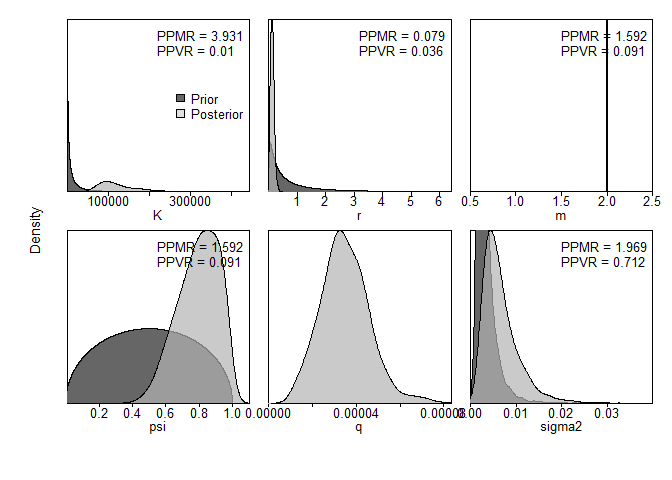 PPMR = 3.931
PPVR = 0.01
Prior
Posterior
100000 300000
K
PPMR = 0.079
PPVR = 0.036
1 2 3 4 5 6
r
PPMR = 1.592
PPVR = 0.091
0.5 1.0 1.5 2.0 2.5
m
Density
PPMR = 1.592
PPVR = 0.091
0.2 0.4 0.6 0.8 1.0
psi
0.00000 0.00004
q
PPMR = 1.969
PPVR = 0.712
0.00 0.01 0.02 0.03
sigma2